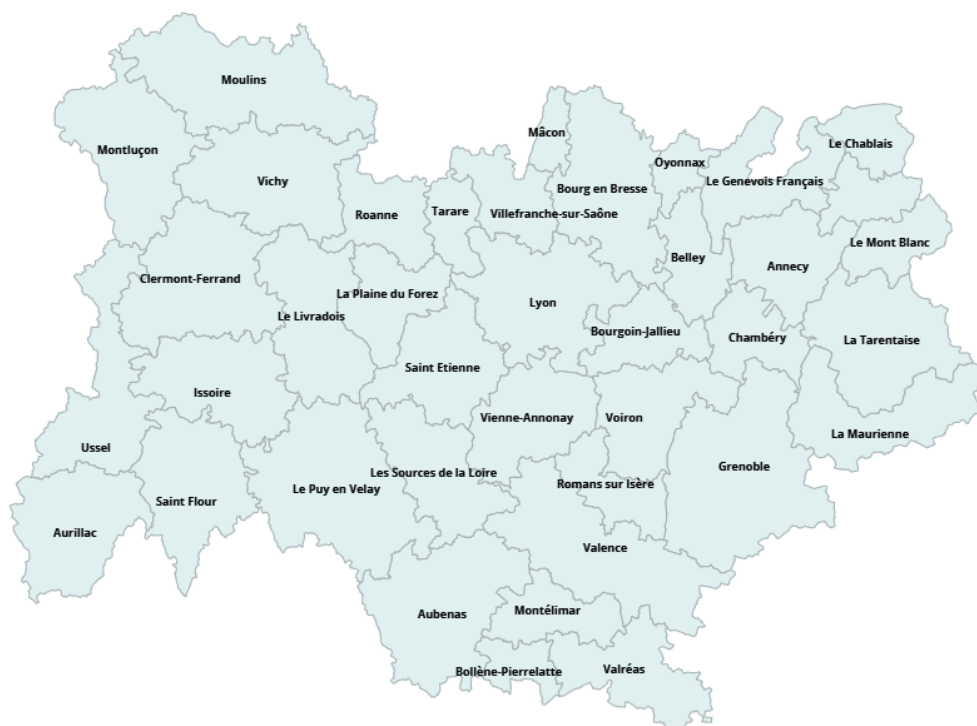 Moulins
Mâcon
Le Chablais
Montluçon
Oyonnax
Vichy
Le Genevois Français
Bourg en Bresse
Roanne
Tarare
Villefranche-sur-Saône
Le Mont Blanc
Belley
Annecy
Clermont-Ferrand
La Plaine du Forez
Lyon
Le Livradois
Bourgoin-Jallieu
Chambéry
La Tarentaise
Saint Etienne
Issoire
Vienne-Annonay
Voiron
La Maurienne
Ussel
Grenoble
Les Sources de la Loire
Romans sur Isère
Le Puy en Velay
Saint Flour
Aurillac
Valence
Aubenas
Montélimar
Bollène-Pierrelatte
Valréas